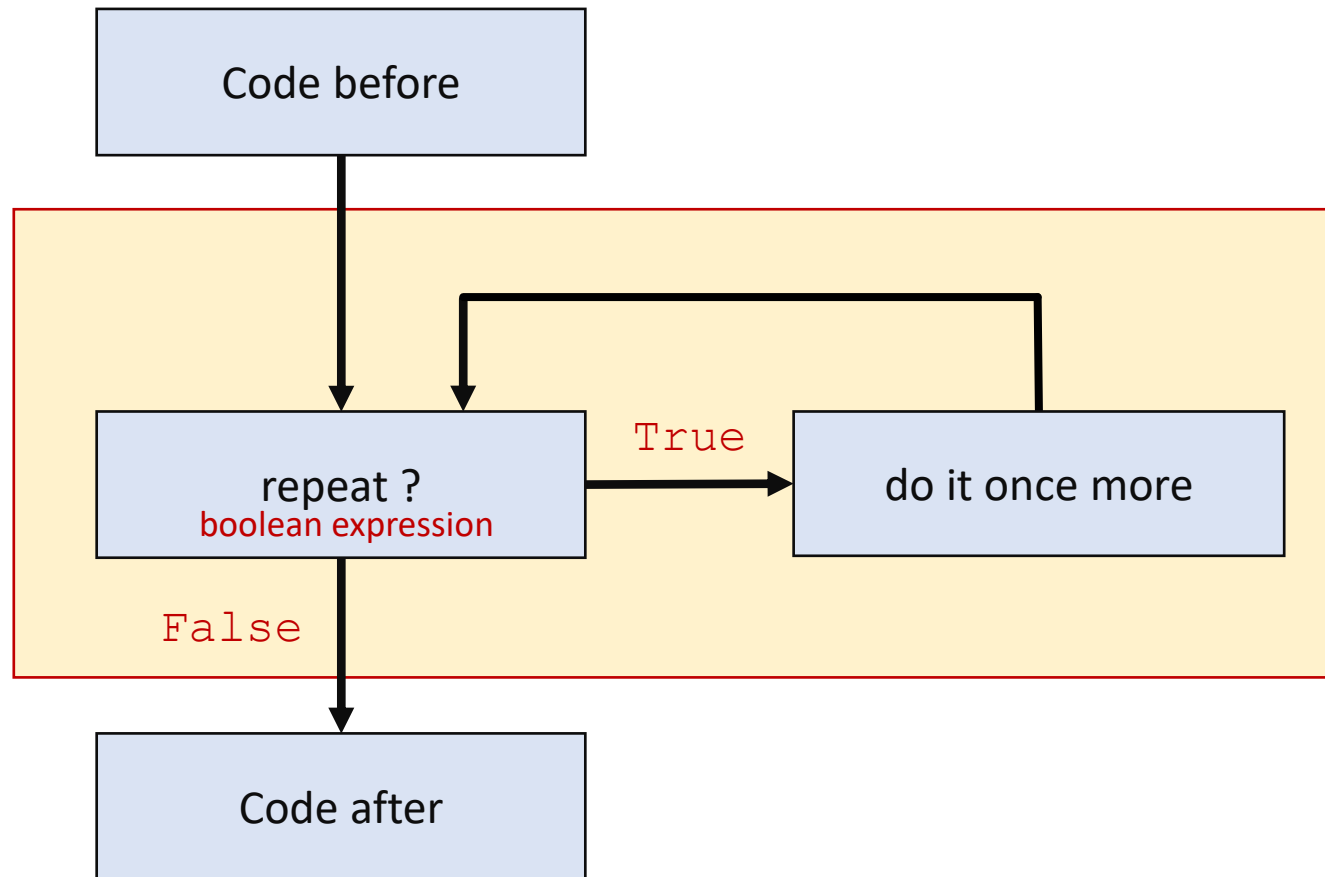 Code before
True
repeat ?
do it once more
boolean expression
False
Code after